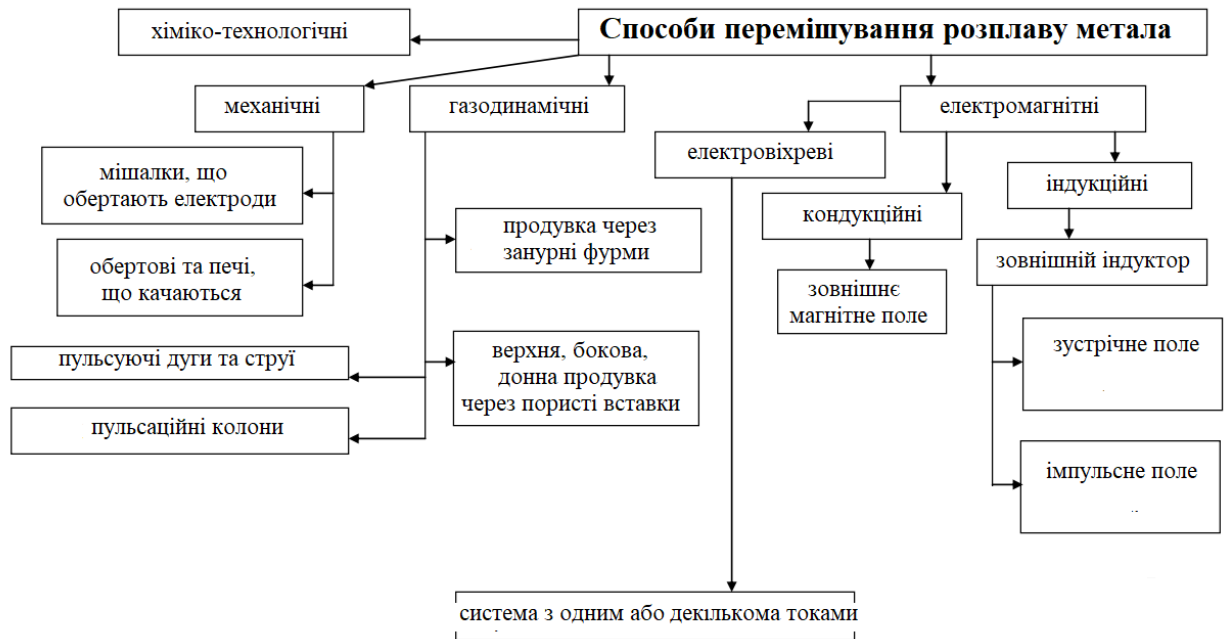 хіміко-технологічні
Способи перемішування розплаву метала
механічні
газодинамічні
електромагнітні
електровіхреві
мішалки, що
обертають електроди
індукційні
кондукційні
продувка через
занурні фурми
обертові та печі,
що качаються
зовнішній індуктор
зовнішнє
магнітне поле
пульсуючі дуги та струї
верхня, бокова,
донна продувка
через пористі вставки
зустрічне поле
пульсаційні колони
імпульсне поле
система з одним або декількома токами